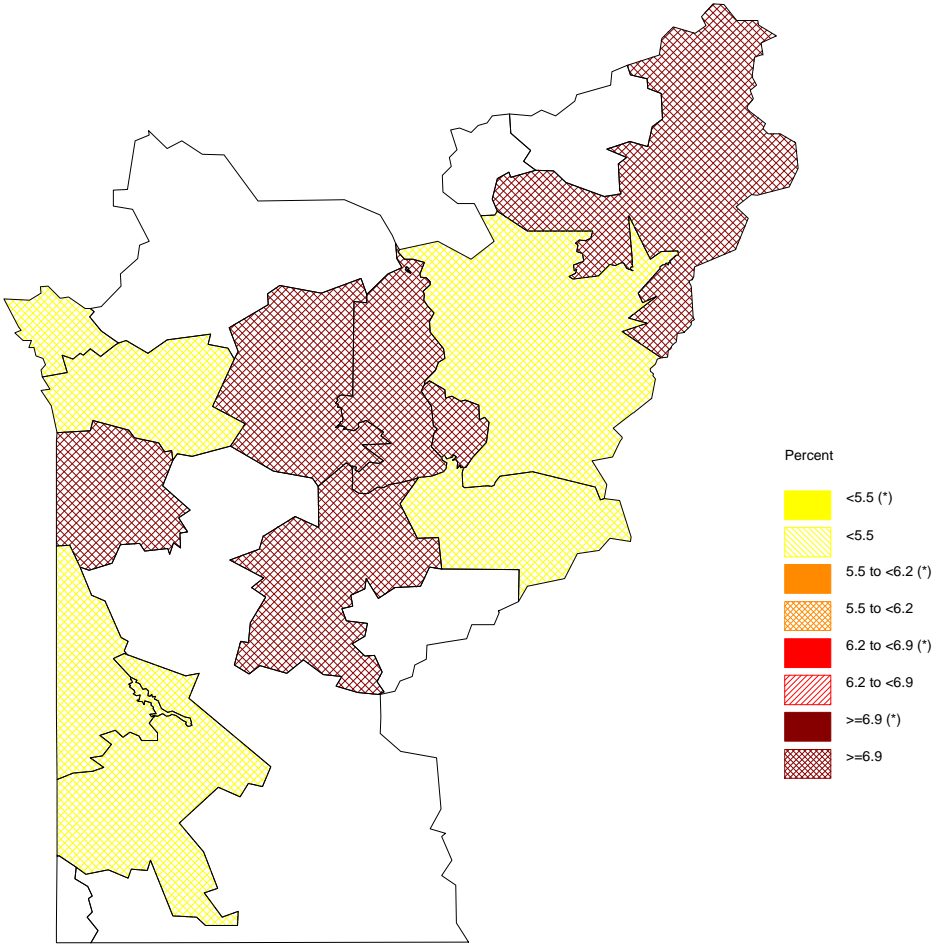 Percent
<5.5 (*)
<5.5
5.5 to <6.2 (*)
5.5 to <6.2
6.2 to <6.9 (*)
6.2 to <6.9
>=6.9 (*)
>=6.9